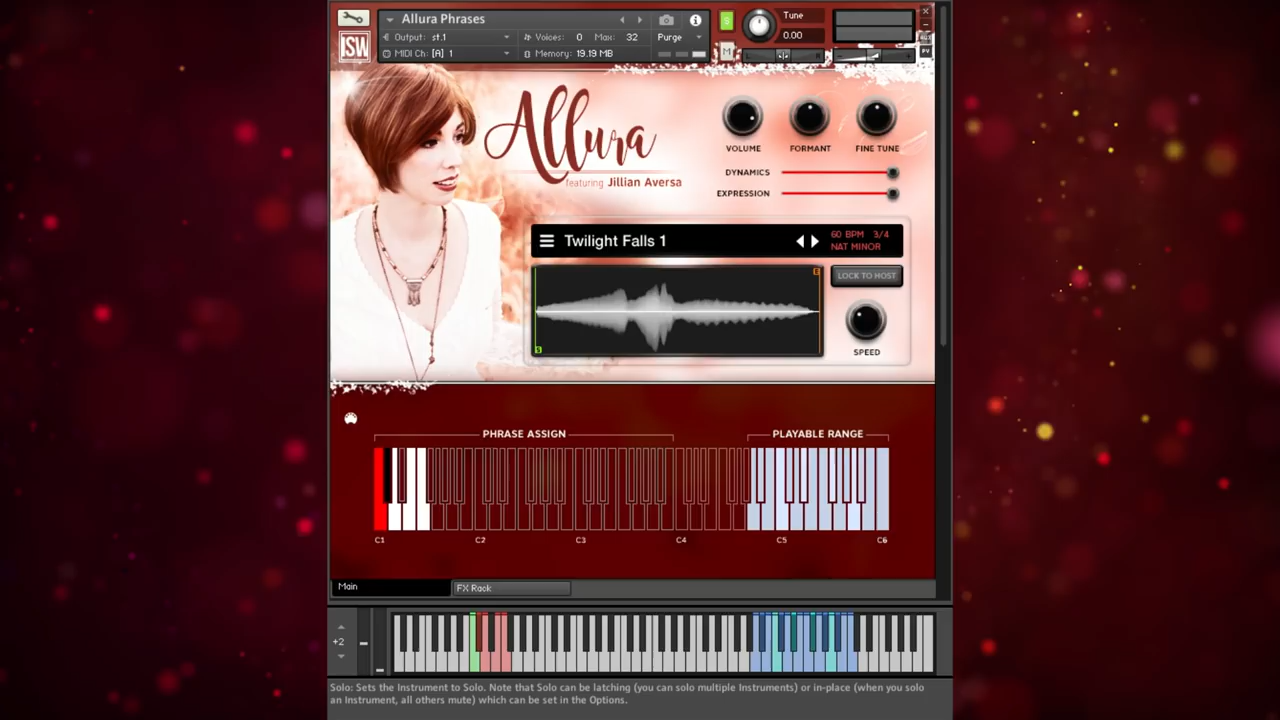 Allura Phrases
Output: st.1
Voices: 0 Max: 32
Purge
MIDI Ch: [A] 1
Memory: 19.19 MB
S
M
Tune
0.00
L R
AUX
PV
ISW
Allura
featuring Jillian Aversa
VOLUME FORMANT FINE TUNE
DYNAMICS
EXPRESSION
Twilight Falls 1
60 BPM 3/4
NAT MINOR
LOCK TO HOST
E
S
SPEED
PHRASE ASSIGN PLAYABLE RANGE
C1 C2 C3 C4 C5 C6
Main FX Rack
+2
Solo: Sets the Instrument to Solo. Note that Solo can be latching (you can solo multiple Instruments) or in-place (when you solo
an Instrument, all others mute) which can be set in the Options.